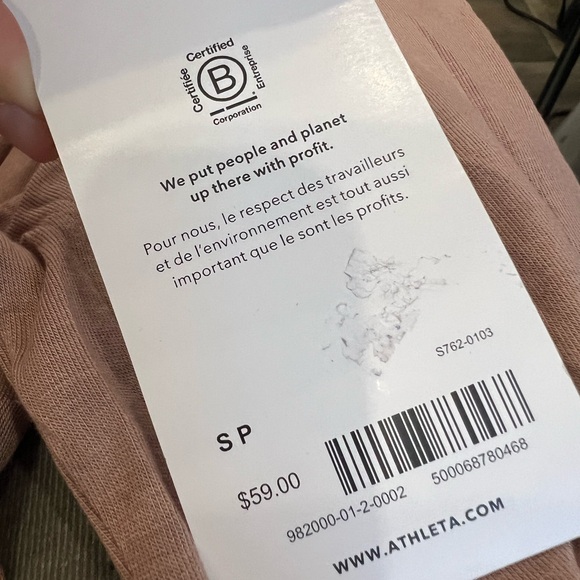 Certified
Certifiée
B
Entreprise
Corporation
We put people and planet
up there with profit.
Pour nous, le respect des travailleurs
et de l'environnement est tout aussi
important que le sont les profits.
S762-0103
S P
$59.00
982000-01-2-0002
500068780468
WWW.ATHLETA.COM